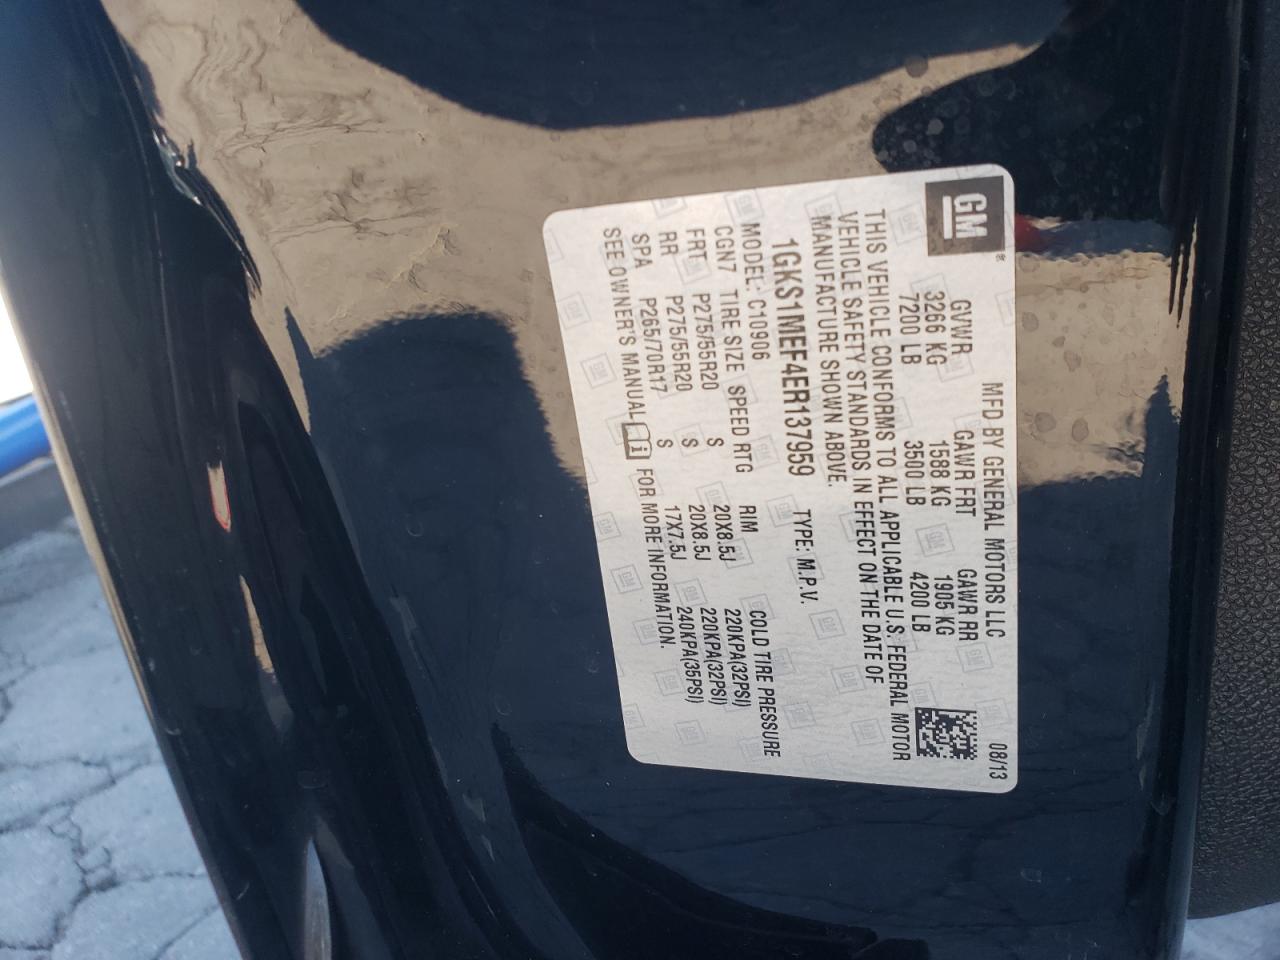 GM
MFD BY GENERAL MOTORS LLC 08/13
GVWR GAWR FRT GAWR RR
3266 KG 1588 KG 1905 KG
7200 LB 3500 LB 4200 LB
THIS VEHICLE CONFORMS TO ALL APPLICABLE U.S. FEDERAL MOTOR
VEHICLE SAFETY STANDARDS IN EFFECT ON THE DATE OF
MANUFACTURE SHOWN ABOVE.
1GKS1MEF4ER137959 TYPE: M.P.V.
MODEL: C10906
CGN7 TIRE SIZE SPEED RTG RIM COLD TIRE PRESSURE
FRT P275/55R20 S 20X8.5J 220KPA(32PSI)
RR P275/55R20 S 20X8.5J 220KPA(32PSI)
SPA P265/70R17 S 17X7.5J 240KPA(35PSI)
SEE OWNER'S MANUAL i FOR MORE INFORMATION.